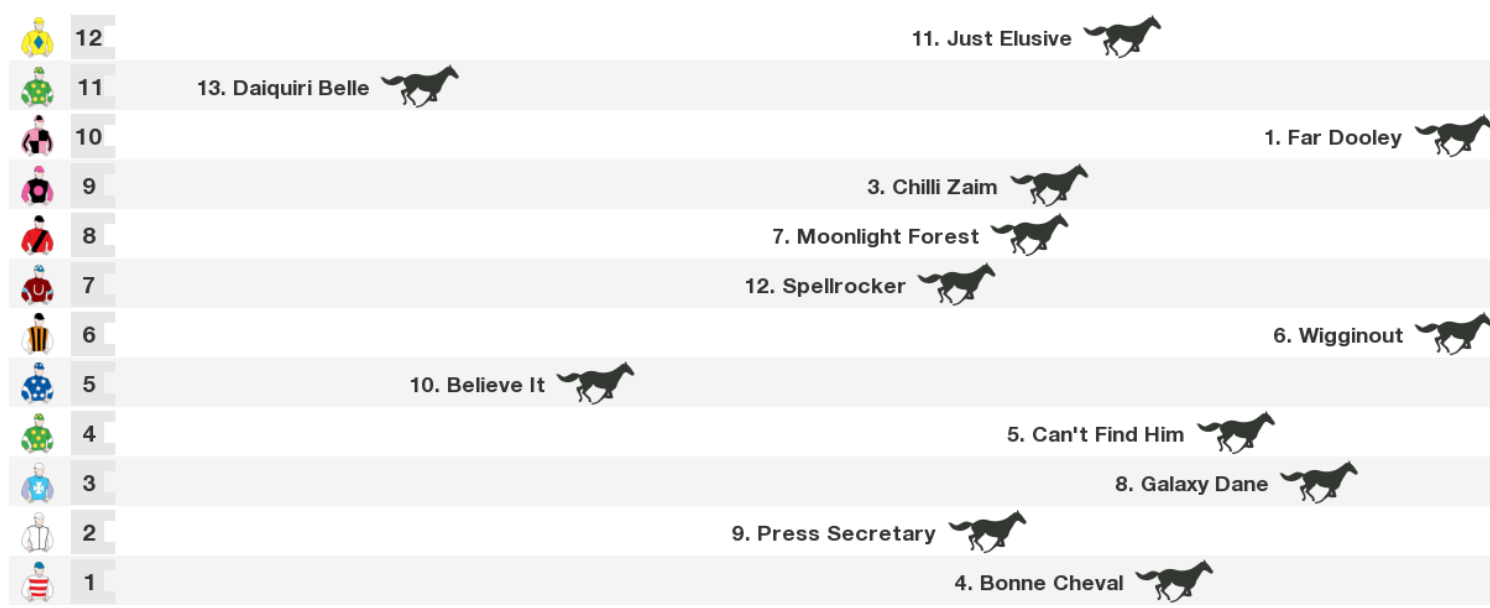 12 11. Just Elusive
11 13. Daiquiri Belle
10 1. Far Dooley
9 3. Chilli Zaim
8 7. Moonlight Forest
7 12. Spellrocker
6 6. Wigginout
5 10. Believe It
4 5. Can't Find Him
3 8. Galaxy Dane
2 9. Press Secretary
1 4. Bonne Cheval